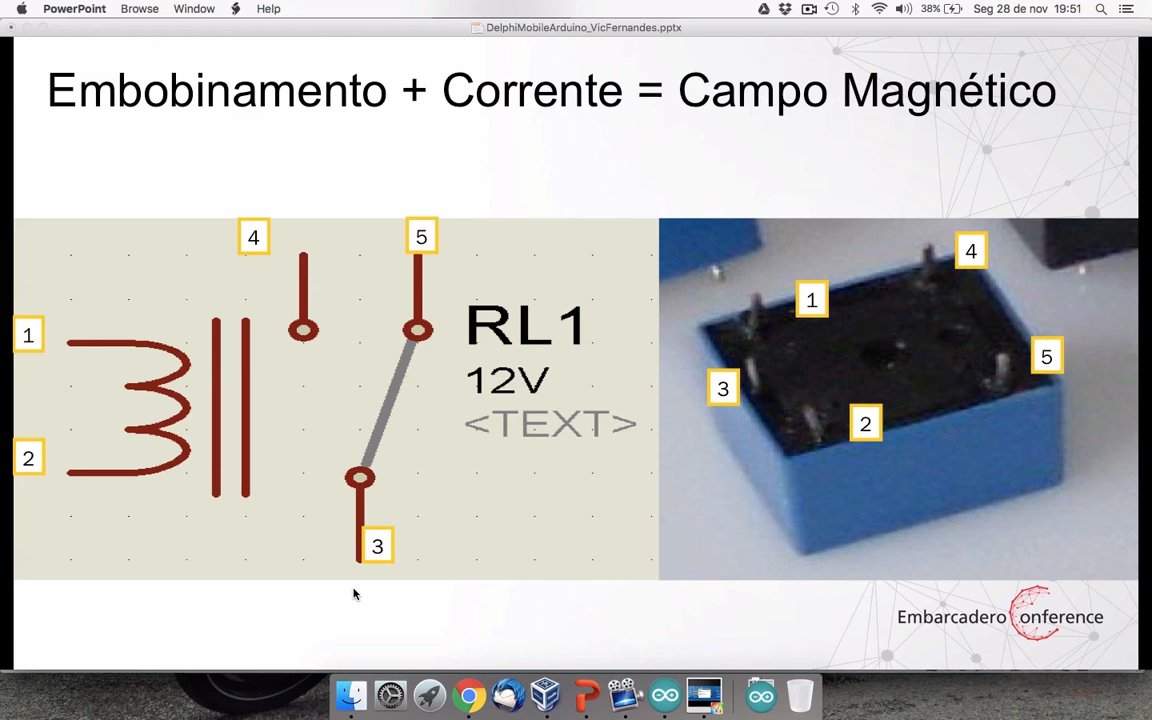 PowerPoint Browse Window Help 38% Seg 28 de nov 19:51
DelphiMobileArduino_VicFernandes.pptx
Embobinamento + Corrente = Campo Magnético
4
5
1
2
3
RL1
12V
<TEXT>
4
1
5
3
2
Embarcadero Conference